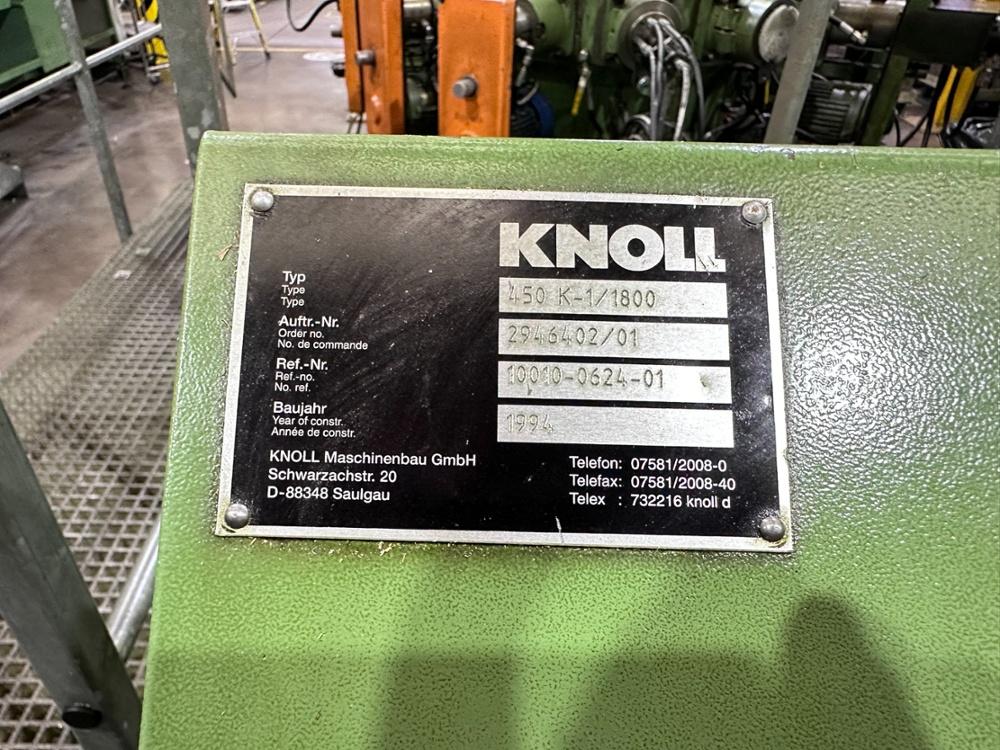 KNOLL
Typ
Type
Type
450 K-1/1800
Auftr.-Nr.
Order no.
No. de commande
2946402/01
Ref.-Nr.
Ref.-no.
No. ref.
10010-0624-01
Baujahr
Year of constr.
Année de constr.
1994
KNOLL Maschinenbau GmbH
Schwarzachstr. 20
D-88348 Saulgau
Telefon: 07581/2008-0
Telefax: 07581/2008-40
Telex : 732216 knoll d